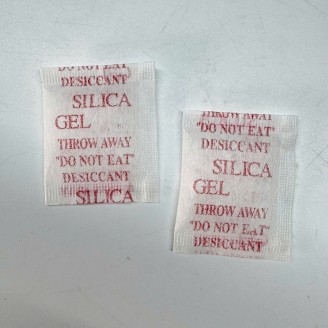 DO NOT EAT"
DESICCANT
SILICA
GEL
THROW AWAY
"DO NOT EAT"
DESICCANT
SILICA
THROW AWAY
"DO NOT EAT"
DESICCANT
SILICA
GEL
THROW AWAY
"DO NOT EAT"
DESICCANT